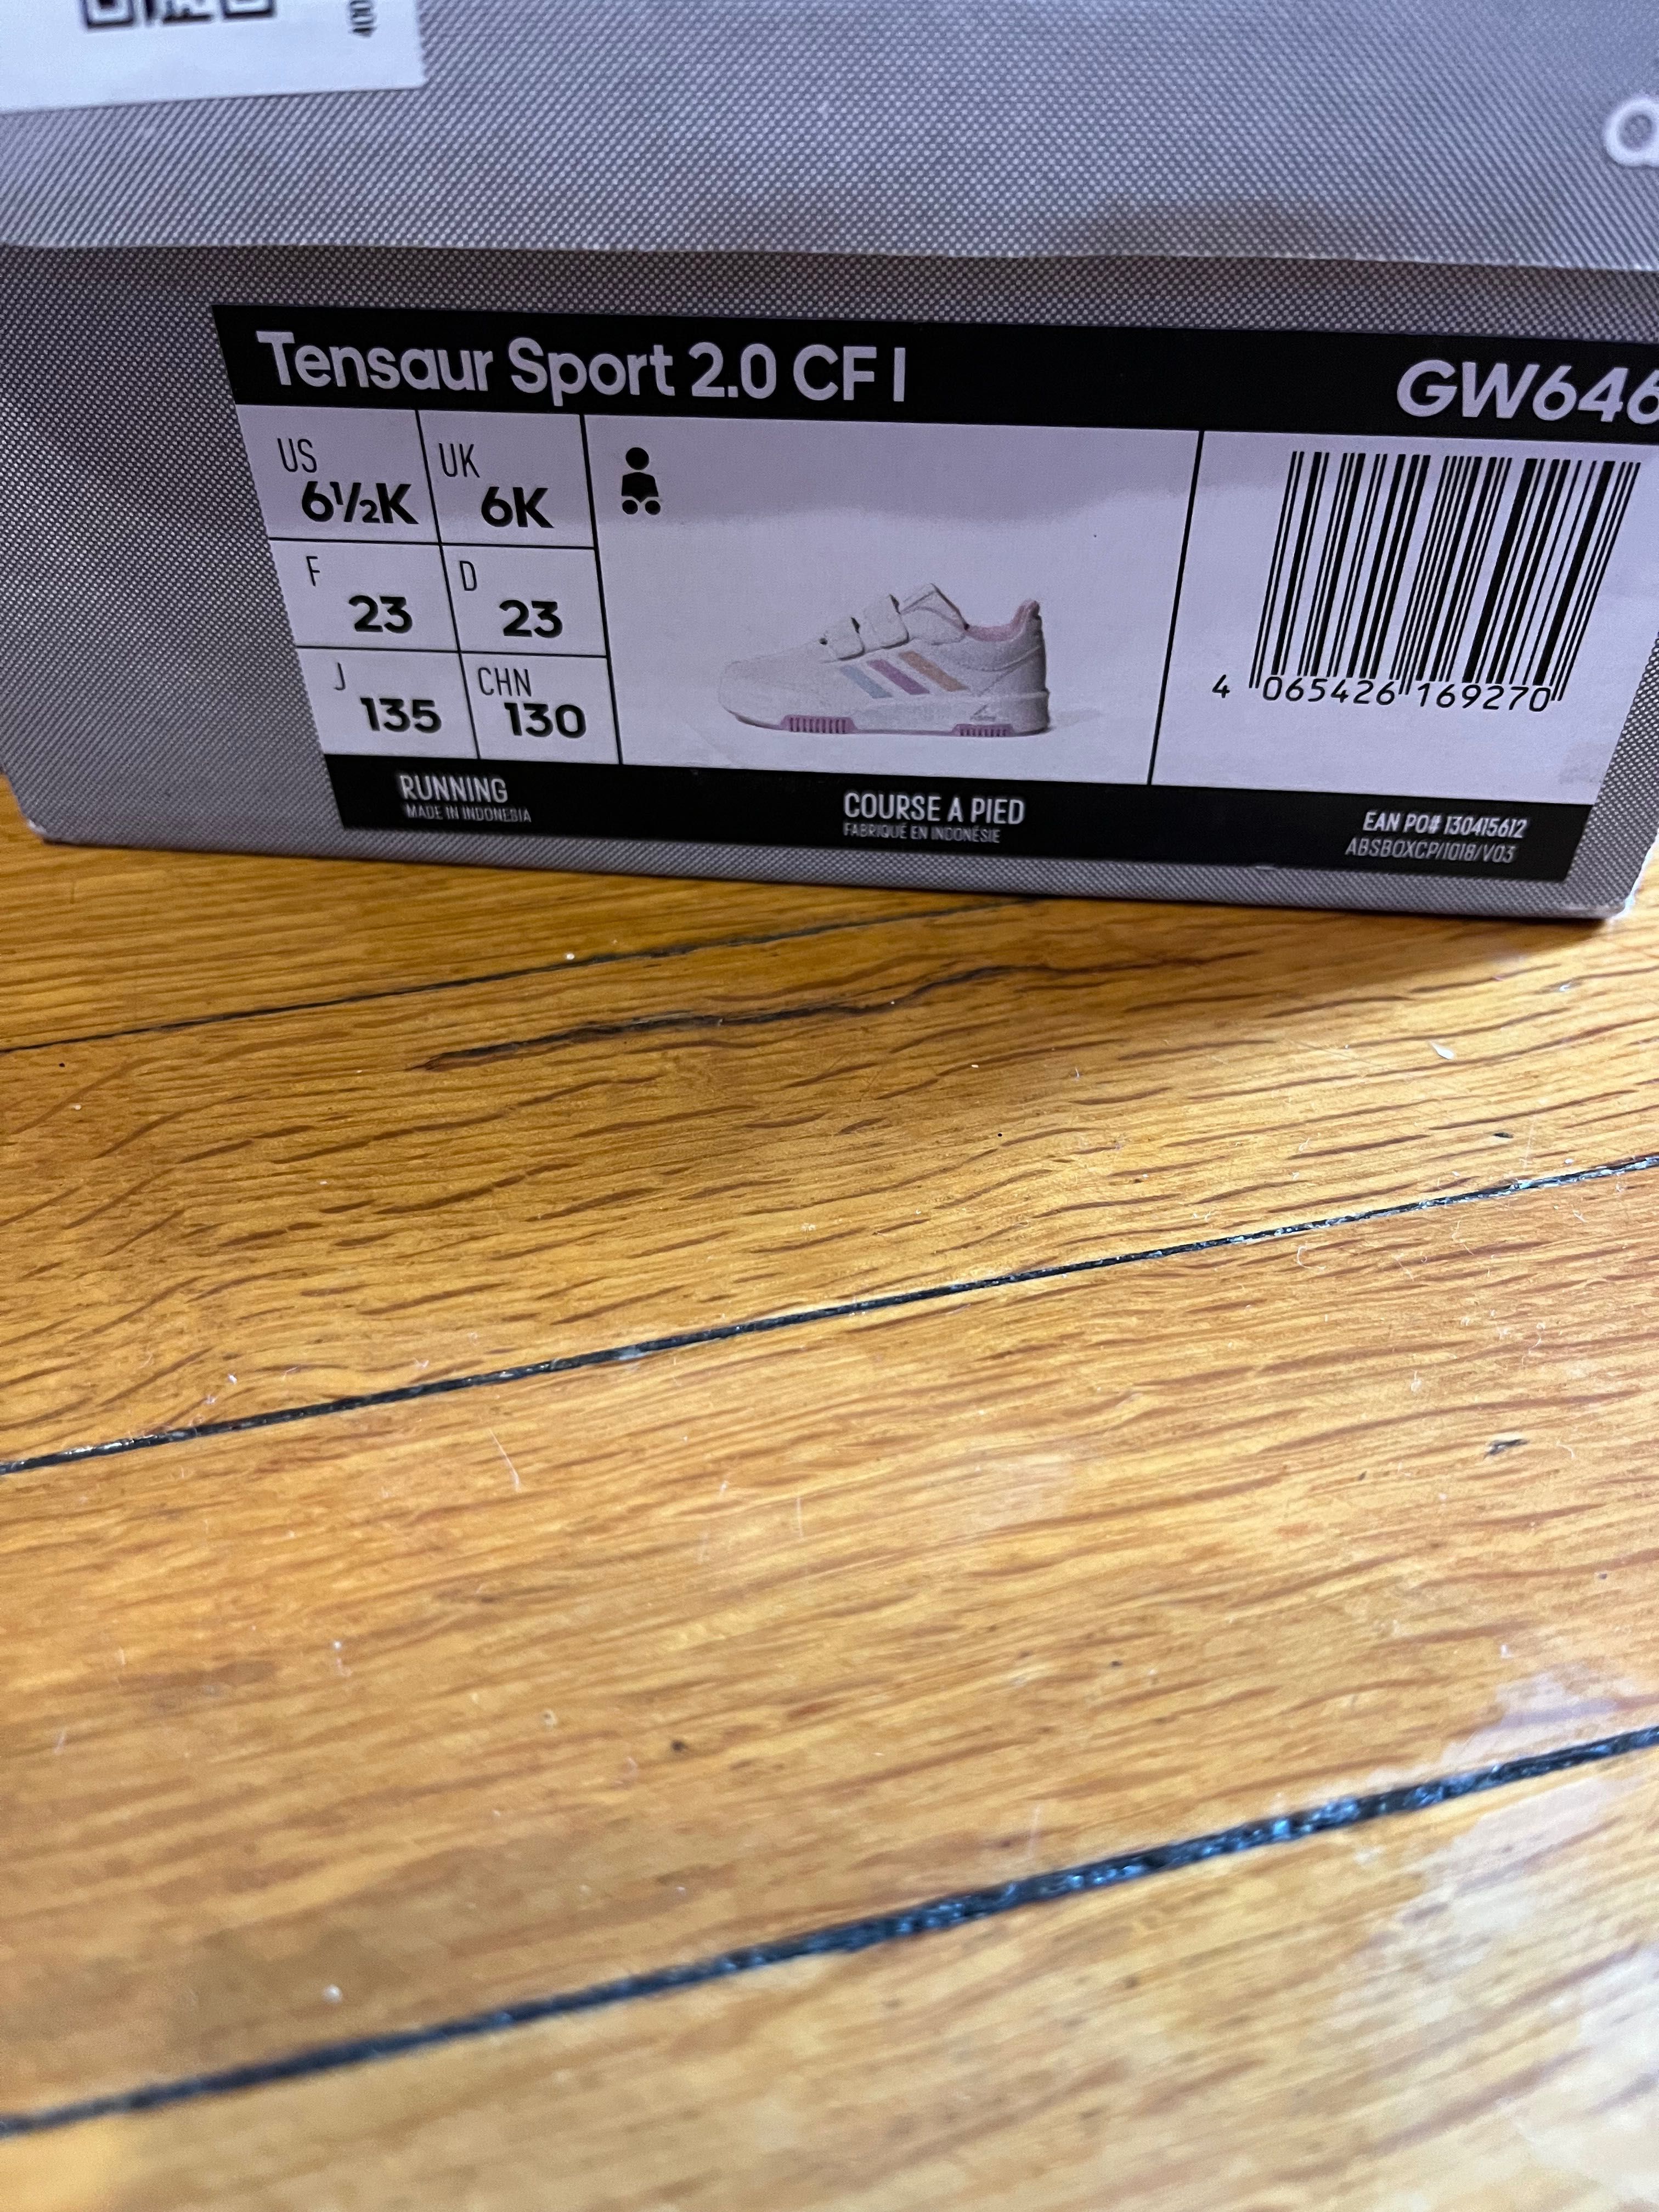 Tensaur Sport 2.0 CF I
GW646
US
6½K
UK
6K
F
23
D
23
J
135
CHN
130
4 065426 169270
RUNNING
MADE IN INDONESIA
COURSE A PIED
FABRIQUÉ EN INDONÉSIE
EAN PO# 130415612
ABSBOXCP/1018/V03